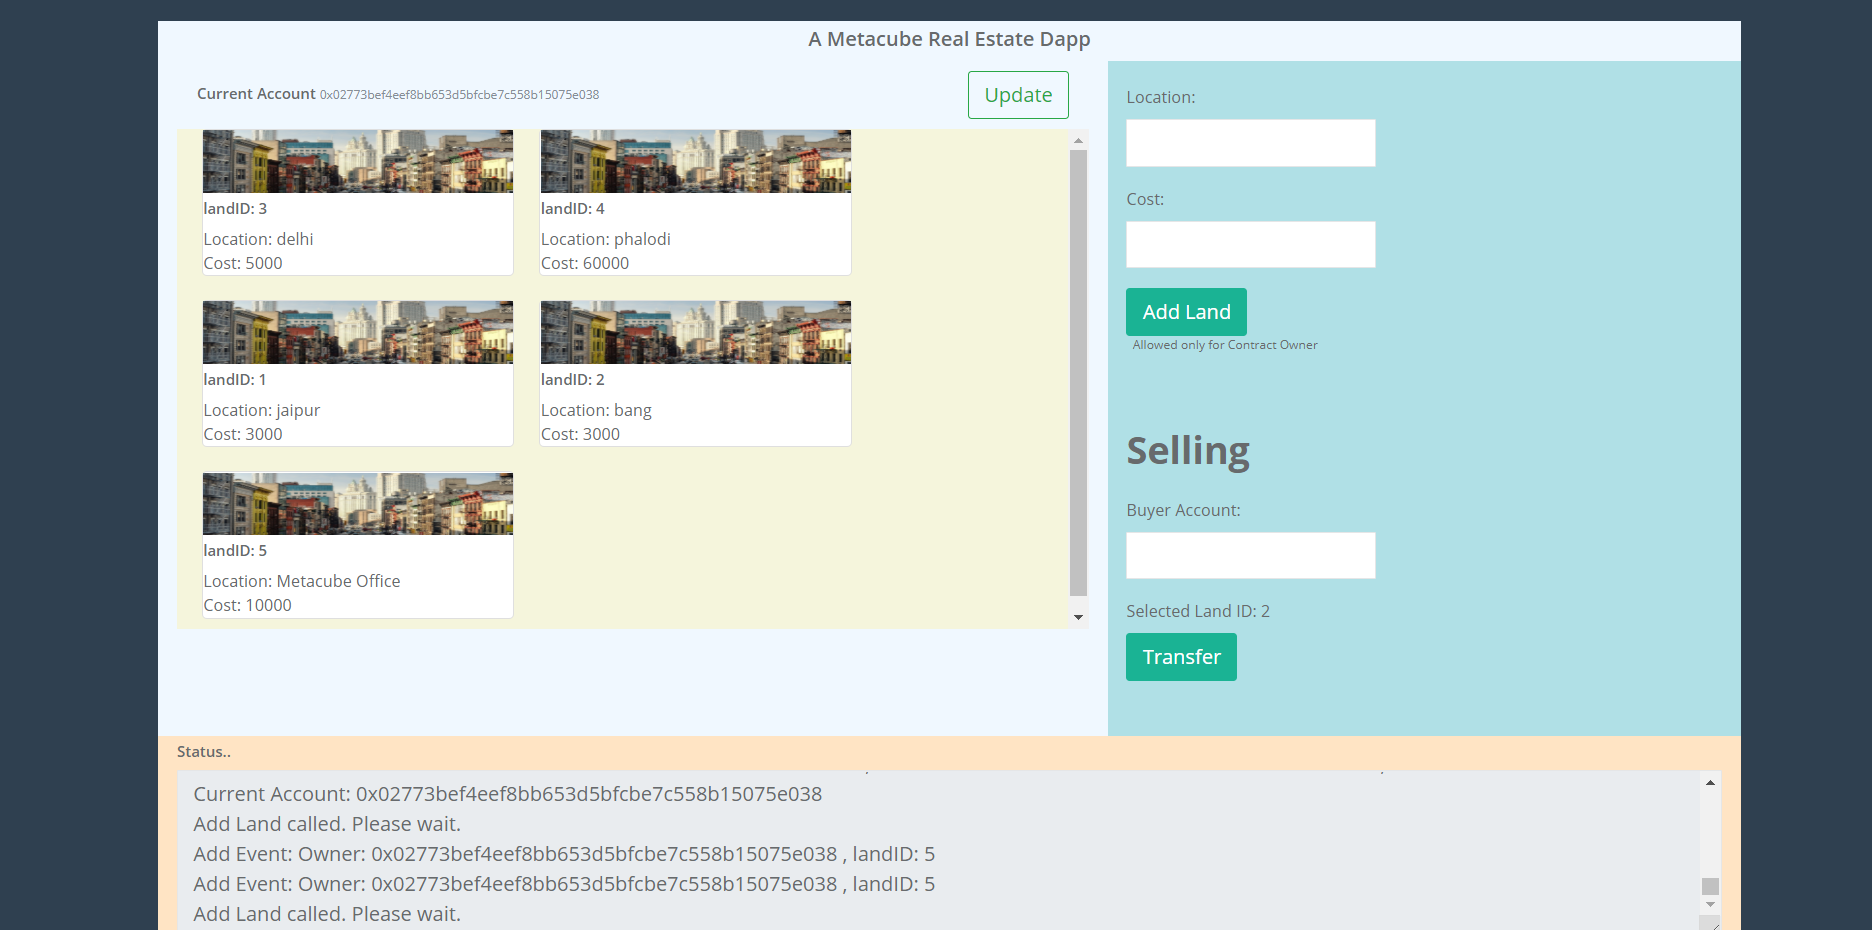 A Metacube Real Estate Dapp
Current Account 0x02773bef4eef8bb653d5bfcbe7c558b15075e038
Update
landID: 3
Location: delhi
Cost: 5000
landID: 4
Location: phalodi
Cost: 60000
landID: 1
Location: jaipur
Cost: 3000
landID: 2
Location: bang
Cost: 3000
landID: 5
Location: Metacube Office
Cost: 10000
Location:
Cost:
Add Land
Allowed only for Contract Owner
Selling
Buyer Account:
Selected Land ID: 2
Transfer
Status..
Current Account: 0x02773bef4eef8bb653d5bfcbe7c558b15075e038
Add Land called. Please wait.
Add Event: Owner: 0x02773bef4eef8bb653d5bfcbe7c558b15075e038 , landID: 5
Add Event: Owner: 0x02773bef4eef8bb653d5bfcbe7c558b15075e038 , landID: 5
Add Land called. Please wait.